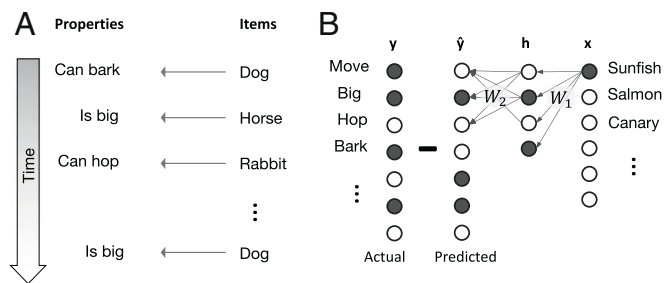 A
Properties
Items
Time
Can bark
Dog
Is big
Horse
Can hop
Rabbit
Is big
Dog
B
y
ŷ
h
x
Move
Big
Hop
Bark
W₂
W₁
Sunfish
Salmon
Canary
Actual
Predicted